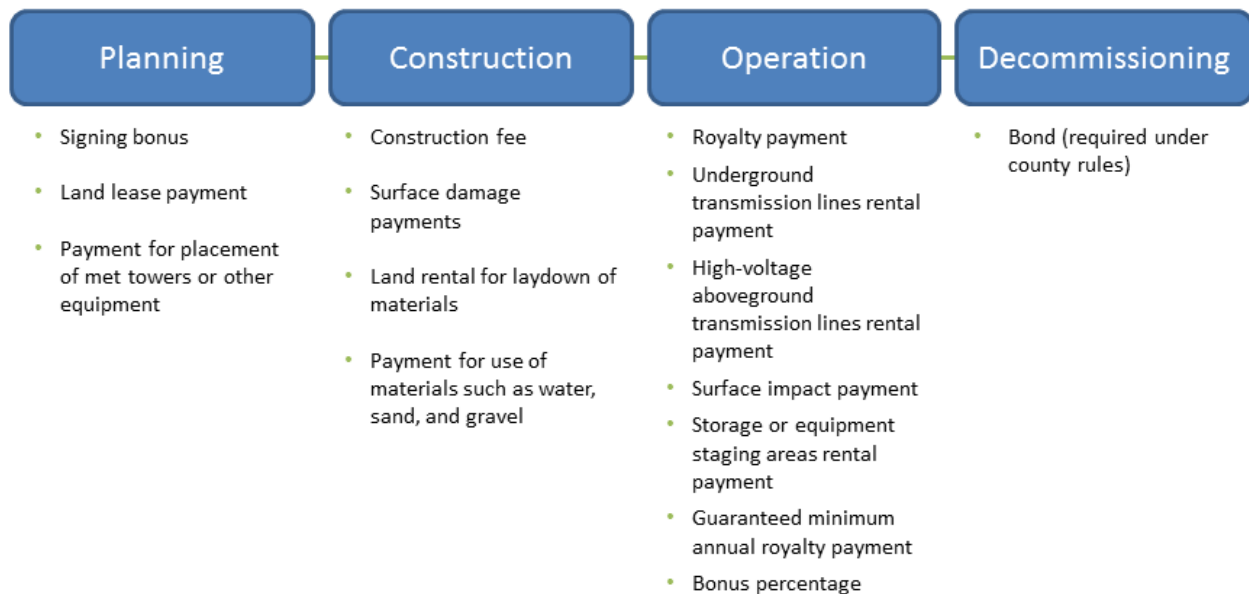 Planning
Construction
Operation
Decommissioning
• Signing bonus
• Land lease payment
• Payment for placement
of met towers or other
equipment
• Construction fee
• Surface damage
payments
• Land rental for laydown of
materials
• Payment for use of
materials such as water,
sand, and gravel
• Royalty payment
• Underground
transmission lines rental
payment
• High-voltage
aboveground
transmission lines rental
payment
• Surface impact payment
• Storage or equipment
staging areas rental
payment
• Guaranteed minimum
annual royalty payment
• Bonus percentage
• Bond (required under
county rules)